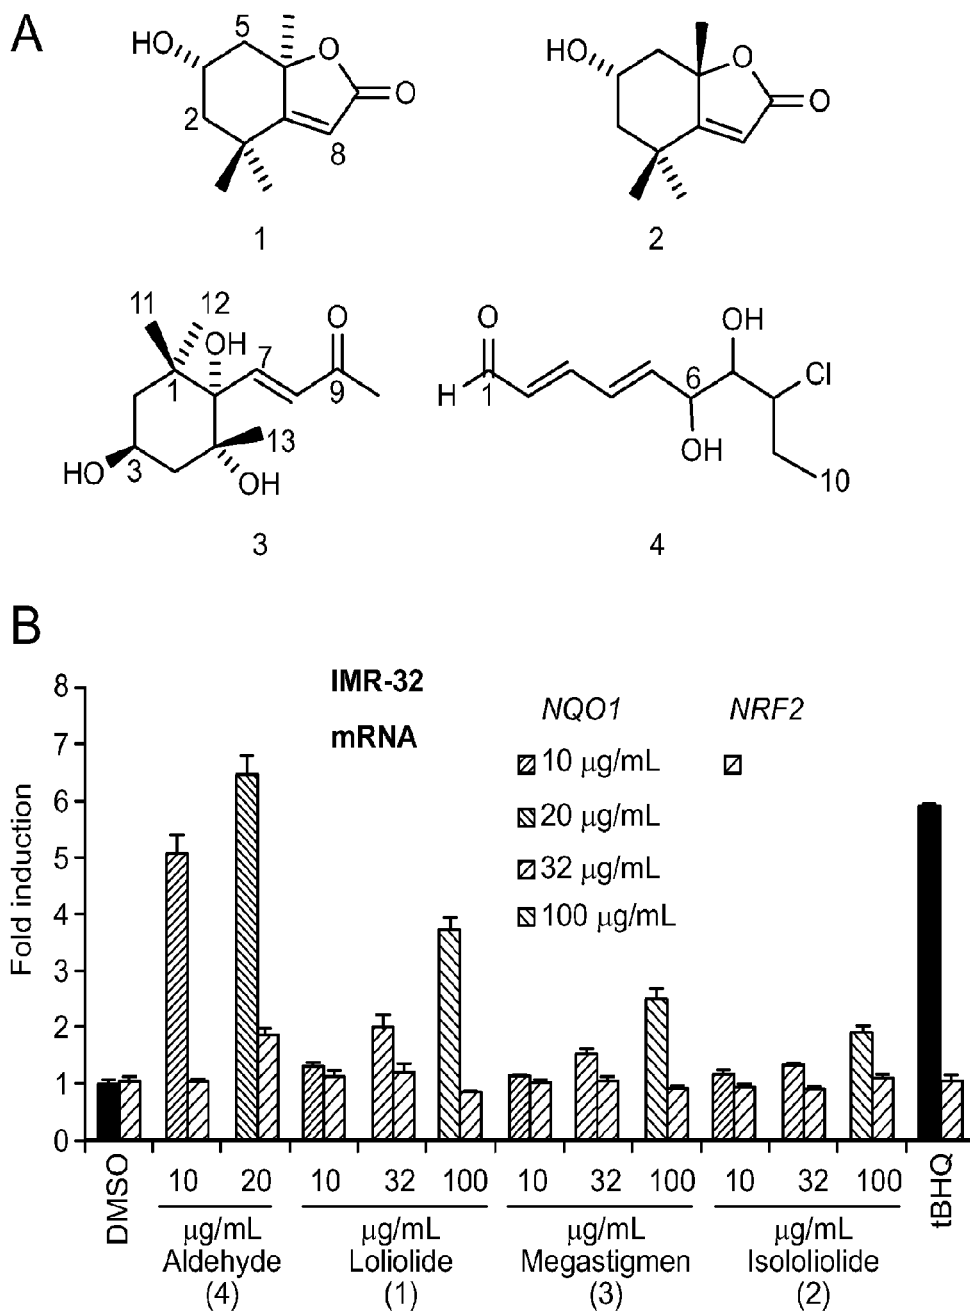 A
HO
5
O
O
2
8
1
HO
O
O
2
11
12
OH
O
7
1
9
13
HO
3
OH
3
O
H
1
OH
6
Cl
OH
10
4
B
IMR-32
mRNA
NQO1
NRF2
10 μg/mL
20 μg/mL
32 μg/mL
100 μg/mL
Fold induction
8
7
6
5
4
3
2
1
0
DMSO
10
20
10
32
100
10
32
100
10
32
100
tBHQ
μg/mL
μg/mL
μg/mL
μg/mL
Aldehyde
Loliolide
Megastigmen
Isololiolide
(4)
(1)
(3)
(2)